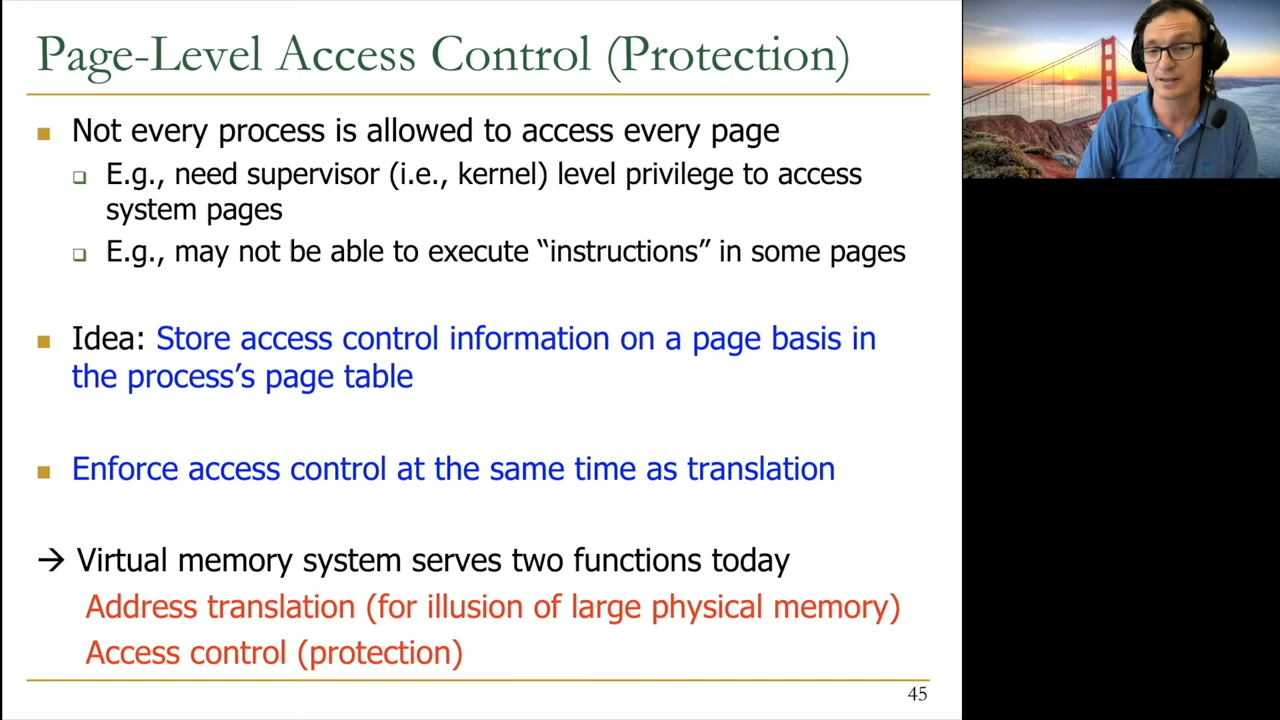 Page-Level Access Control (Protection)
Not every process is allowed to access every page
E.g., need supervisor (i.e., kernel) level privilege to access
system pages
E.g., may not be able to execute “instructions” in some pages
Idea: Store access control information on a page basis in
the process’s page table
Enforce access control at the same time as translation
→ Virtual memory system serves two functions today
Address translation (for illusion of large physical memory)
Access control (protection)
45